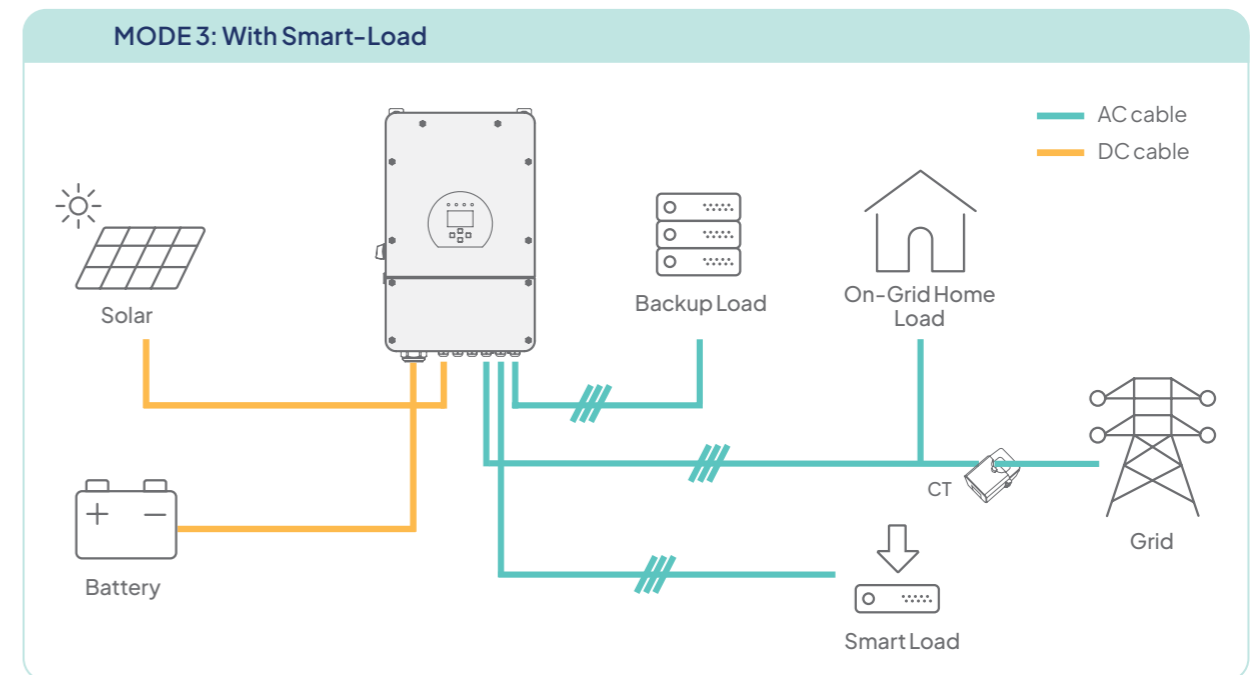 MODE 3: With Smart-Load
AC cable
DC cable
Solar
Backup Load
On-Grid Home
Load
CT
Grid
Battery
Smart Load